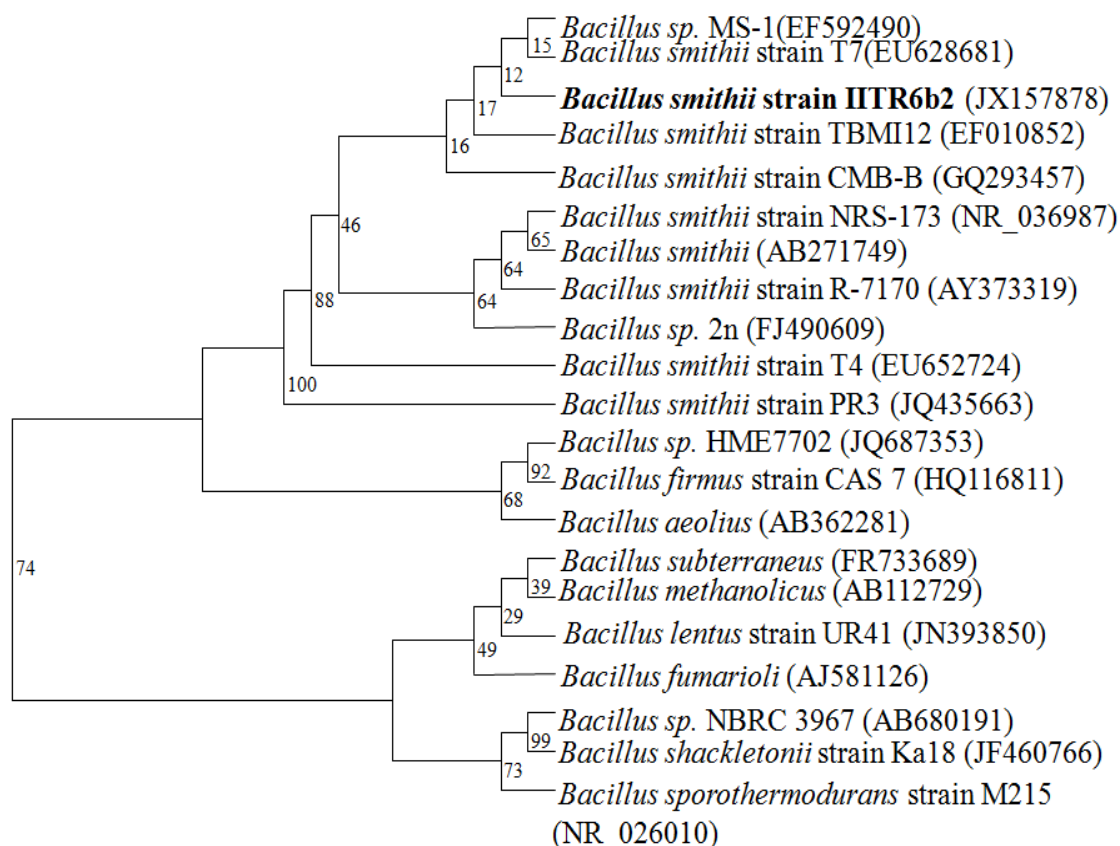 Bacillus sp. MS-1(EF592490)
15
Bacillus smithii strain T7(EU628681)
12
Bacillus smithii strain IITR6b2 (JX157878)
17
Bacillus smithii strain TBMI12 (EF010852)
16
Bacillus smithii strain CMB-B (GQ293457)
46
Bacillus smithii strain NRS-173 (NR_036987)
65
Bacillus smithii (AB271749)
64
Bacillus smithii strain R-7170 (AY373319)
88
64
Bacillus sp. 2n (FJ490609)
Bacillus smithii strain T4 (EU652724)
100
Bacillus smithii strain PR3 (JQ435663)
Bacillus sp. HME7702 (JQ687353)
92
Bacillus firmus strain CAS 7 (HQ116811)
68
Bacillus aeolius (AB362281)
74
Bacillus subterraneus (FR733689)
39
Bacillus methanolicus (AB112729)
29
Bacillus lentus strain UR41 (JN393850)
49
Bacillus fumarioli (AJ581126)
Bacillus sp. NBRC 3967 (AB680191)
99
Bacillus shackletonii strain Ka18 (JF460766)
73
Bacillus sporothermodurans strain M215
(NR_026010)